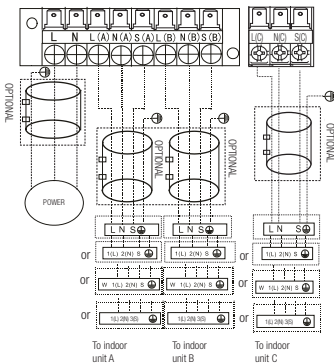 L N L(A) N(A) S(A) L(B) N(B) S(B)
L(C) N(C) S(C)
OPTIONAL
OPTIONAL
OPTIONAL
OPTIONAL
POWER
L N S
L N S
L N S
or 1(L) 2(N) S
1(L) 2(N) S
or 1(L) 2(N) S
or W 1(L) 2(N) S
W 1(L) 2(N) S
or W 1(L) 2(N) S
or 1(L) 2(N) 3(S)
1(L) 2(N) 3(S)
or 1(L) 2(N) 3(S)
To indoor
unit A
To indoor
unit B
To indoor
unit C